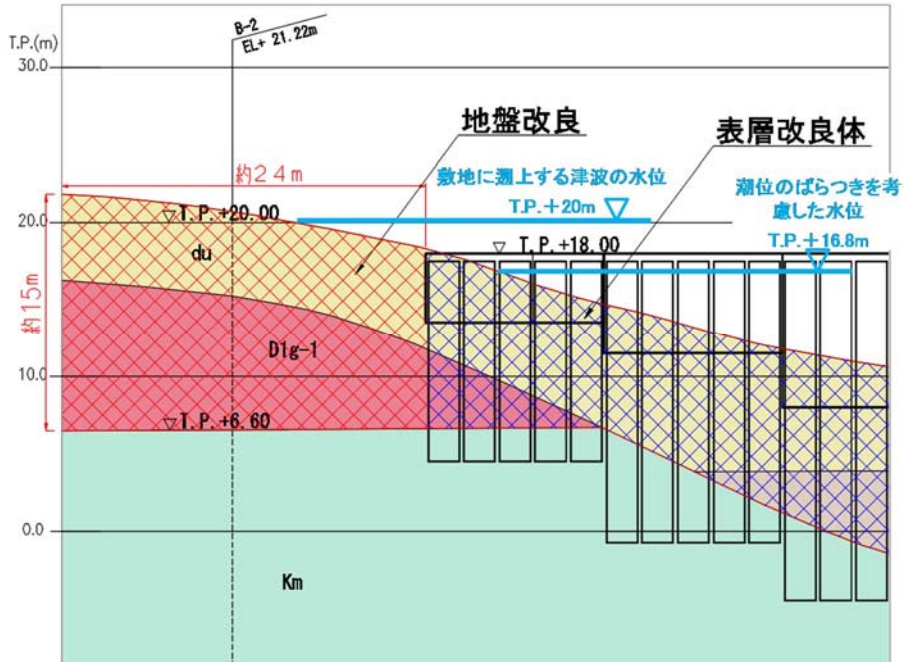 B-2
EL+ 21.22m
T.P.(m)
30.0
地盤改良
表層改良体
約24m
敷地に遡上する津波の水位
T.P.+20m
潮位のばらつきを考
慮した水位
T.P.+16.8m
▽T.P.+20.00
20.0
▽ T.P.+18.00
du
約15m
D1g-1
10.0
▽T.P.+6.60
0.0
Km